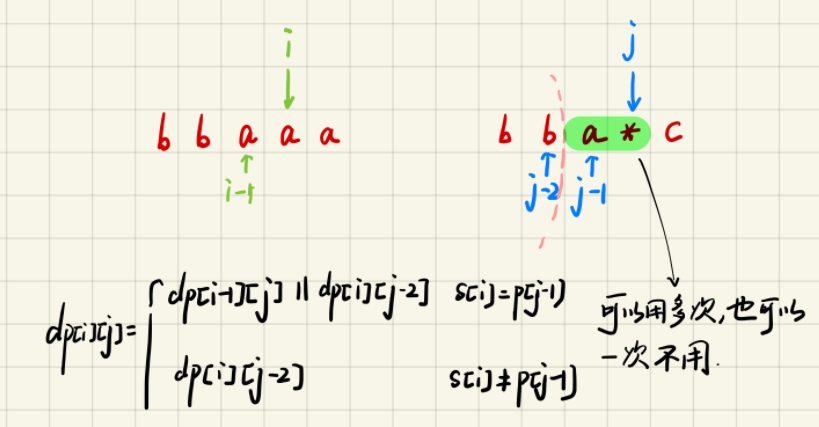 i
j
b b a a a
b b a * c
i-1
j-2 j-1
dp[i][j]=
dp[i-1][j] || dp[i][j-2] s[i]=p[j-1]
dp[i][j-2] s[i]≠p[j-1]
可以用多次,也可以
一次不用.